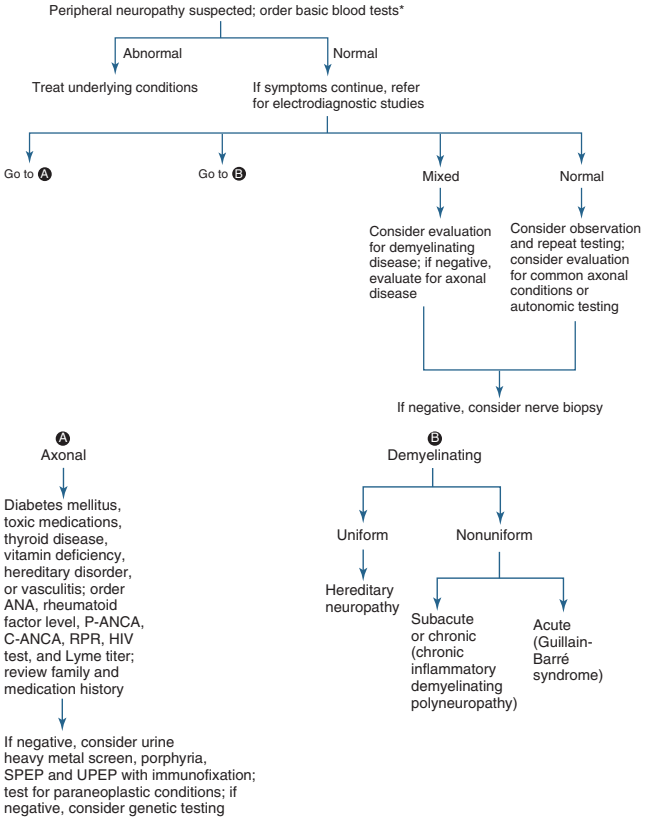 Peripheral neuropathy suspected; order basic blood tests*
Abnormal
Normal
Treat underlying conditions
If symptoms continue, refer
for electrodiagnostic studies
Go to A
Go to B
Mixed
Normal
Consider evaluation
for demyelinating
disease; if negative,
evaluate for axonal
disease
Consider observation
and repeat testing;
consider evaluation
for common axonal
conditions or
autonomic testing
If negative, consider nerve biopsy
A
Axonal
Diabetes mellitus,
toxic medications,
thyroid disease,
vitamin deficiency,
hereditary disorder,
or vasculitis; order
ANA, rheumatoid
factor level, P-ANCA,
C-ANCA, RPR, HIV
test, and Lyme titer;
review family and
medication history
If negative, consider urine
heavy metal screen, porphyria,
SPEP and UPEP with immunofixation;
test for paraneoplastic conditions; if
negative, consider genetic testing
B
Demyelinating
Uniform
Nonuniform
Hereditary
neuropathy
Subacute
or chronic
(chronic
inflammatory
demyelinating
polyneuropathy)
Acute
(Guillain-
Barré
syndrome)